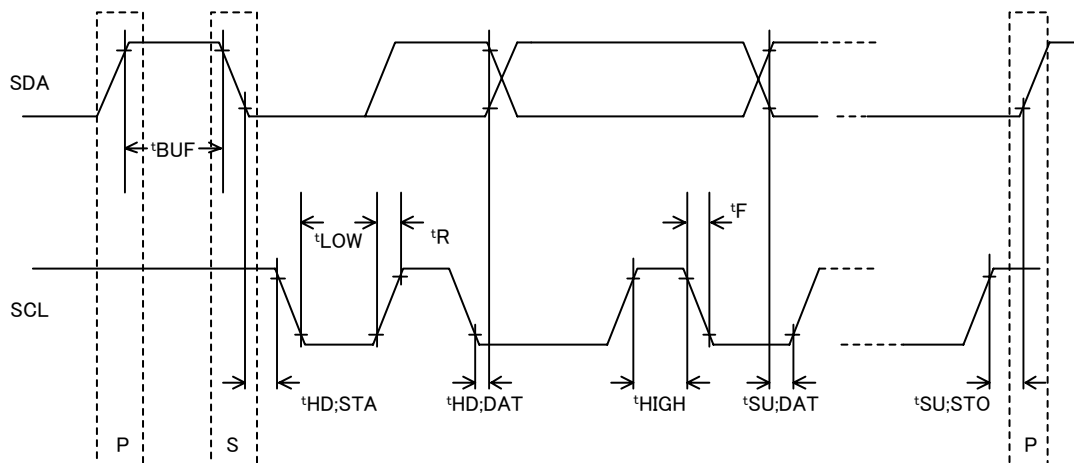 SDA
tBUF
tLOW
tR
tF
SCL
tHD;STA
tHD;DAT
tHIGH
tSU;DAT
tSU;STO
P
S
P